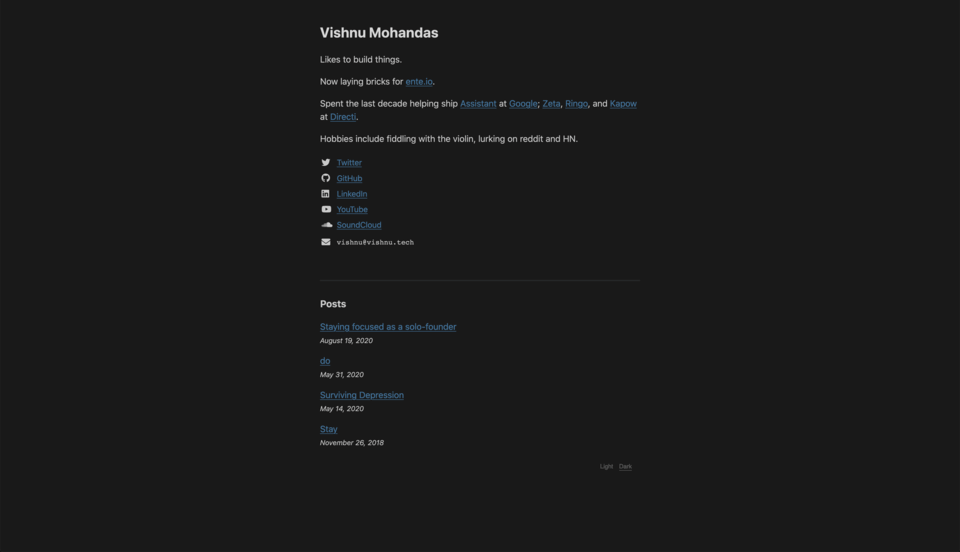 Vishnu Mohandas
Likes to build things.
Now laying bricks for ente.io.
Spent the last decade helping ship Assistant at Google; Zeta, Ringo, and Kapow
at Directi.
Hobbies include fiddling with the violin, lurking on reddit and HN.
Twitter
GitHub
LinkedIn
YouTube
SoundCloud
vishnu@vishnu.tech
Posts
Staying focused as a solo-founder
August 19, 2020
do
May 31, 2020
Surviving Depression
May 14, 2020
Stay
November 26, 2018
Light Dark